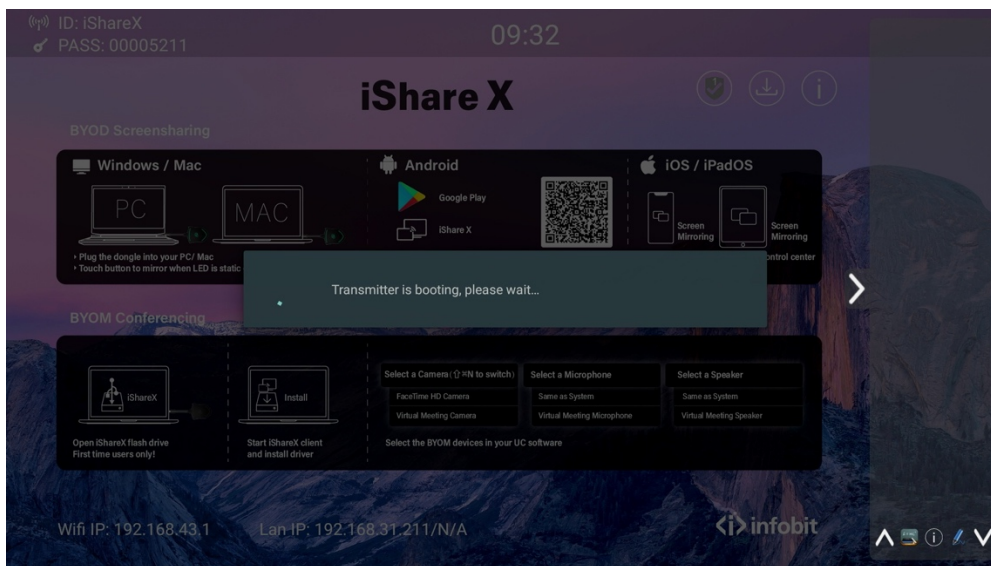 ID: iShareX
PASS: 00005211
09:32
iShare X
BYOD Screensharing
Windows / Mac
PC
MAC
‣ Plug the dongle into your PC/ Mac
‣ Touch button to mirror when LED is static
Android
Google Play
iShare X
iOS / iPadOS
Screen
Mirroring
Screen
Mirroring
ontrol center
Transmitter is booting, please wait...
BYOM Conferencing
iShareX
Open iShareX flash drive
First time users only!
Install
Start iShareX client
and install driver
Select a Camera(⇧⌘N to switch)
FaceTime HD Camera
Virtual Meeting Camera
Select a Microphone
Same as System
Virtual Meeting Microphone
Select a Speaker
Same as System
Virtual Meeting Speaker
Select the BYOM devices in your UC software
Wifi IP: 192.168.43.1
Lan IP: 192.168.31.211/N/A
<i>infobit